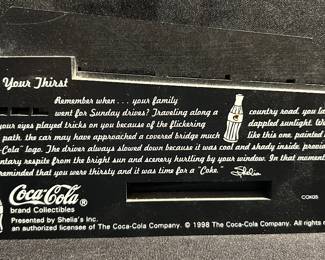 Your Thirst
Remember when... your family
went for Sunday drives? Traveling along a country road, you la
your eyes played tricks on you because of the flickering dappled sunlight. W
path. the car may have approached a covered bridge much like this one, painted
-Cola" logo. The driver always slowed down because it was cool and shady inside, provid
entary respite from the bright sun and scenery hurtling by your window. In that moment
reminded that you were thirsty and it was time for a "Coke." Shelia
Coca-Cola®
brand Collectibles
COK05
Presented by Shelia's Inc.
an authorized licensee of The Coca-Cola Company. © 1998 The Coca-Cola Company. All rights r